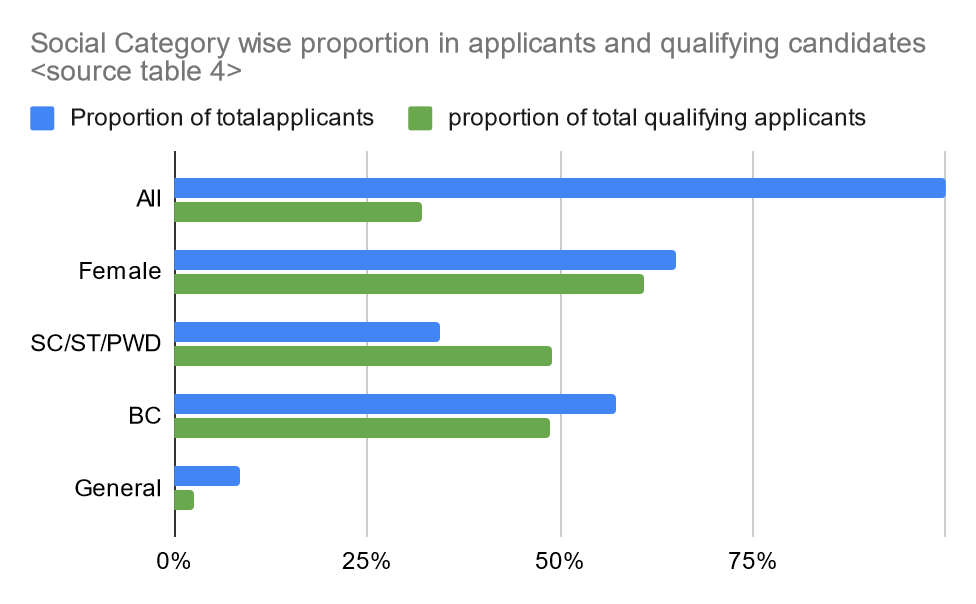 Social Category wise proportion in applicants and qualifying candidates
<source table 4>
Proportion of totalapplicants
proportion of total qualifying applicants
All
Female
SC/ST/PWD
BC
General
0%
25%
50%
75%